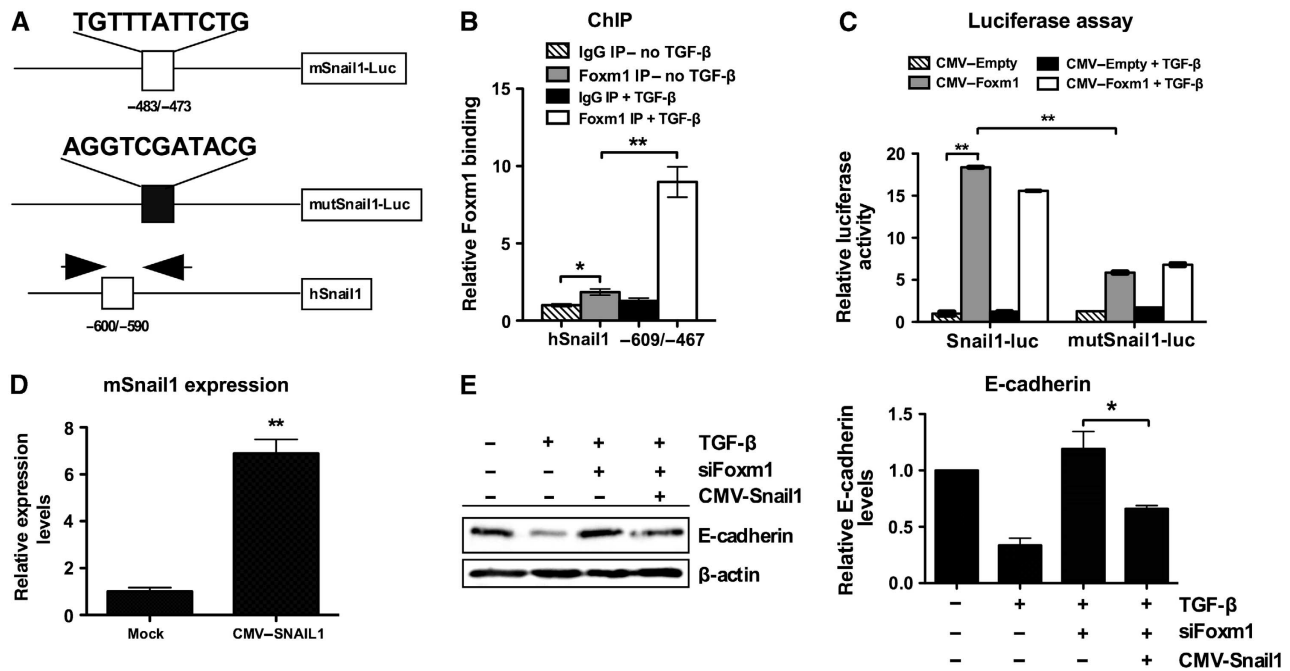 A
TGTTTATTCTG
mSnail1-Luc
–483/–473
AGGTCGATACG
mutSnail1-Luc
hSnail1
–600/–590
B
ChIP
IgG IP– no TGF-β
Foxm1 IP– no TGF-β
IgG IP + TGF-β
Foxm1 IP + TGF-β
Relative Foxm1 binding
15
10
5
0
*
**
hSnail1 –609/–467
C
Luciferase assay
CMV–Empty
CMV–Empty + TGF-β
CMV–Foxm1
CMV–Foxm1 + TGF-β
Relative luciferase
activity
20
15
10
5
0
**
**
Snail1-luc
mutSnail1-luc
D
mSnail1 expression
Relative expression
levels
8
6
4
2
0
**
Mock
CMV–SNAIL1
E
– + + + TGF-β
– – + + siFoxm1
– – – + CMV-Snail1
E-cadherin
β-actin
E-cadherin
Relative E-cadherin
levels
1.5
1.0
0.5
0.0
*
– + + + TGF-β
– – + + siFoxm1
– – – + CMV-Snail1